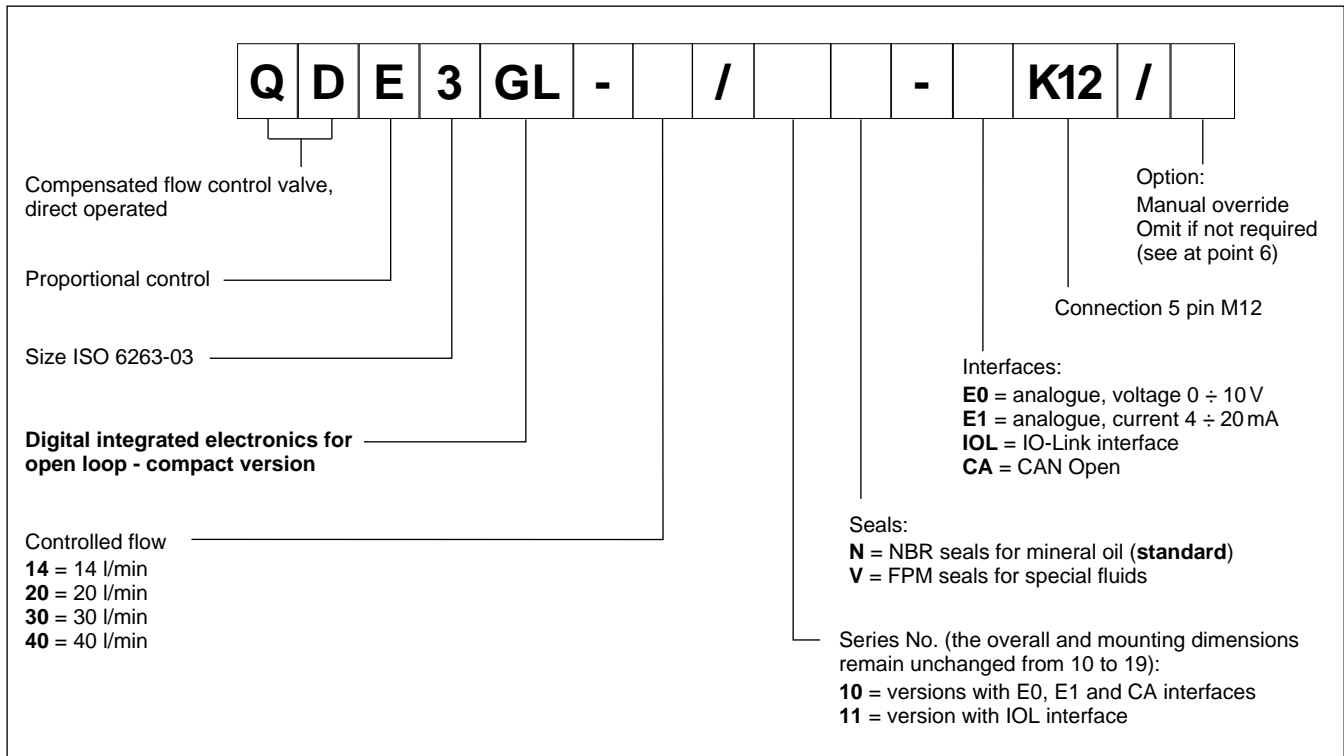 Q D E 3 GL - / - K12 /
Compensated flow control valve,
direct operated
Proportional control
Size ISO 6263-03
Digital integrated electronics for
open loop - compact version
Controlled flow
14 = 14 l/min
20 = 20 l/min
30 = 30 l/min
40 = 40 l/min
Option:
Manual override
Omit if not required
(see at point 6)
Connection 5 pin M12
Interfaces:
E0 = analogue, voltage 0 ÷ 10 V
E1 = analogue, current 4 ÷ 20 mA
IOL = IO-Link interface
CA = CAN Open
Seals:
N = NBR seals for mineral oil (standard)
V = FPM seals for special fluids
Series No. (the overall and mounting dimensions
remain unchanged from 10 to 19):
10 = versions with E0, E1 and CA interfaces
11 = version with IOL interface